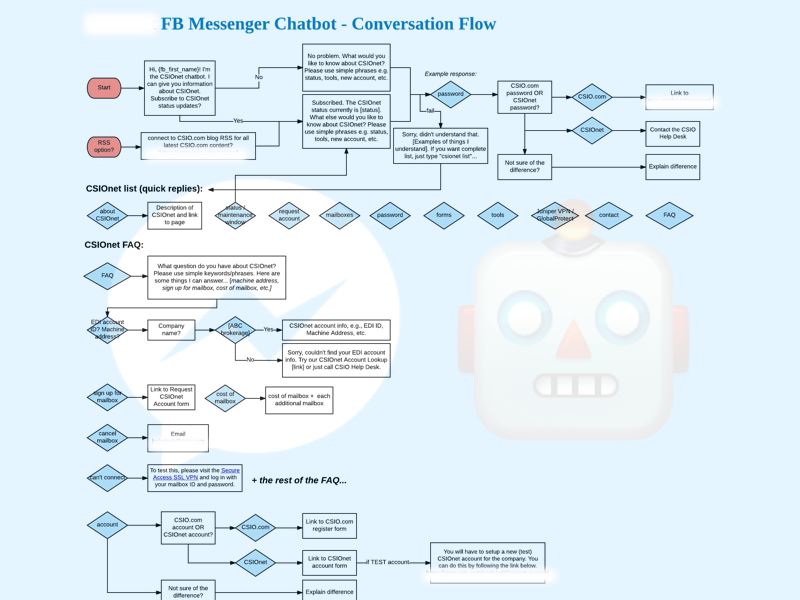 FB Messenger Chatbot - Conversation Flow
Start
Hi, {fb_first_name}! I'm
the CSIOnet chatbot. I
can give you information
about CSIOnet.
Subscribe to CSIOnet
status updates?
No
Yes
No problem. What would you
like to know about CSIOnet?
Please use simple phrases e.g.
status, tools, new account, etc.
Subscribed. The CSIOnet
status currently is [status].
What else would you like to
know about CSIOnet? Please
use simple phrases e.g. status,
tools, new account, etc.
Example response:
password
fail
Sorry, didn't understand that.
[Examples of things I
understand]. If you want complete
list, just type "csionet list"...
CSIO.com
password OR
CSIOnet
password?
CSIO.com
Link to
CSIOnet
Contact the CSIO
Help Desk
Not sure of the
difference?
Explain difference
RSS
option?
connect to CSIO.com blog RSS for all
latest CSIO.com content?
CSIOnet list (quick replies):
about
CSIOnet
Description of
CSIOnet and link
to page
status /
maintenance
window
request
account
mailboxes
password
forms
tools
Juniper VPN /
GlobalProtect
contact
FAQ
CSIOnet FAQ:
FAQ
What question do you have about CSIOnet?
Please use simple keywords/phrases. Here are
some things I can answer... [machine address,
sign up for mailbox, cost of mailbox, etc.]
EDI account
ID? Machine
address?
Company
name?
[ABC
brokerage]
Yes
CSIOnet account info, e.g., EDI ID,
Machine Address, etc.
No
Sorry, couldn't find your EDI account
info. Try our CSIOnet Account Lookup
[link] or just call CSIO Help Desk.
sign up for
mailbox
Link to Request
CSIOnet
Account form
cost of
mailbox
cost of mailbox + each
additional mailbox
cancel
mailbox
Email
can't connect
To test this, please visit the Secure
Access SSL VPN and log in with
your mailbox ID and password.
+ the rest of the FAQ...
account
CSIO.com
account OR
CSIOnet account?
CSIO.com
Link to CSIO.com
register form
CSIOnet
Link to CSIOnet
account form
if TEST account
You will have to setup a new (test)
CSIOnet account for the company. You
can do this by following the link below.
Not sure of the
difference?
Explain difference